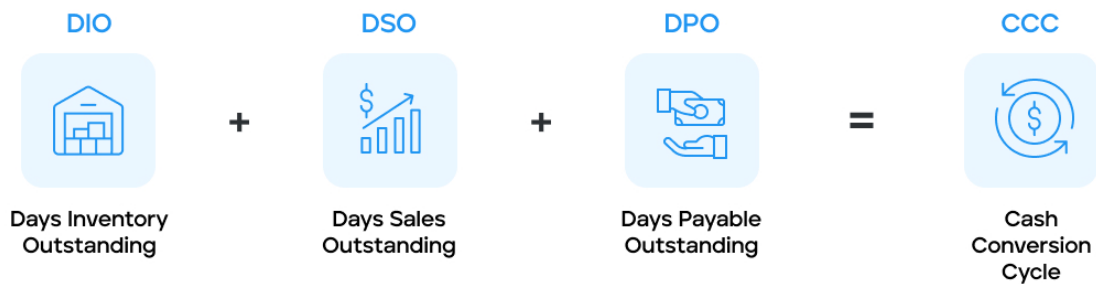 DIO
DSO
DPO
CCC
$
+
$
+
=
$
Days Inventory
Outstanding
Days Sales
Outstanding
Days Payable
Outstanding
Cash
Conversion
Cycle